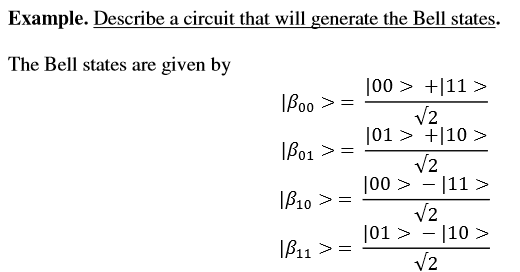 Example. Describe a circuit that will generate the Bell states.
The Bell states are given by
|β₀₀ > = |00 > +|11 > / √2
|β₀₁ > = |01 > +|10 > / √2
|β₁₀ > = |00 > − |11 > / √2
|β₁₁ > = |01 > − |10 > / √2